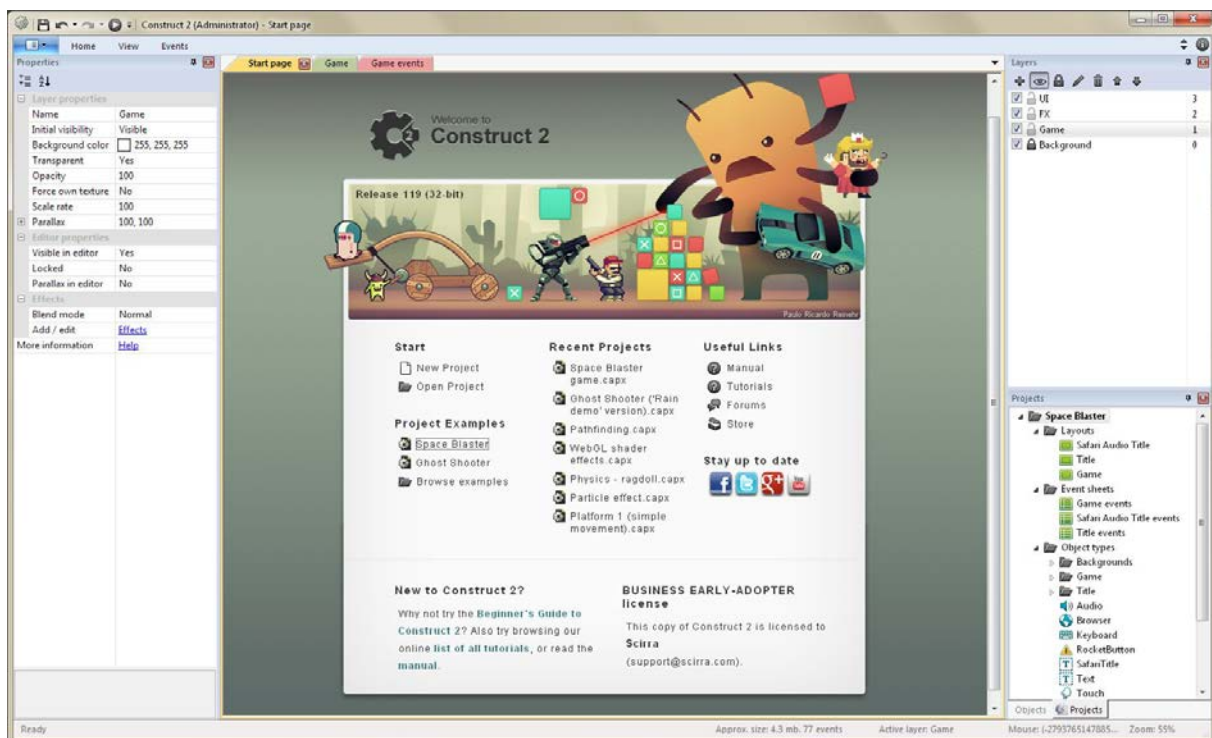 Construct 2 (Administrator) - Start page
Home View Events
Properties
Layer properties
Name Game
Initial visibility Visible
Background color 255, 255, 255
Transparent Yes
Opacity 100
Force own texture No
Scale rate 100
Parallax 100, 100
Editor properties
Visible in editor Yes
Locked No
Parallax in editor No
Effects
Blend mode Normal
Add / edit Effects
More information Help
Start page Game Game events
Welcome to
Construct 2
Release 119 (32-bit)
Paulo Ricardo
Start
New Project
Open Project
Project Examples
Space Blaster
Ghost Shooter
Browse examples
Recent Projects
Space Blaster
game.capx
Ghost Shooter ('Rain
demo' version).capx
Pathfinding.capx
WebGL shader
effects.capx
Physics - ragdoll.capx
Particle effect.capx
Platform 1 (simple
movement).capx
Useful Links
Manual
Tutorials
Forums
Store
Stay up to date
New to Construct 2?
Why not try the Beginner's Guide to
Construct 2? Also try browsing our
online list of all tutorials, or read the
manual.
BUSINESS EARLY-ADOPTER
license
This copy of Construct 2 is licensed to
Scirra
(support@scirra.com).
Layers
UI 3
FX 2
Game 1
Background 0
Projects
Space Blaster
Layouts
Safari Audio Title
Title
Game
Event sheets
Game events
Safari Audio Title events
Title events
Object types
Backgrounds
Game
Title
Audio
Browser
Keyboard
RocketButton
SafariTitle
Text
Touch
Objects Projects
Ready
Approx. size: 4.3 mb. 77 events
Active layer: Game
Mouse: (-2793765147885...
Zoom: 55%